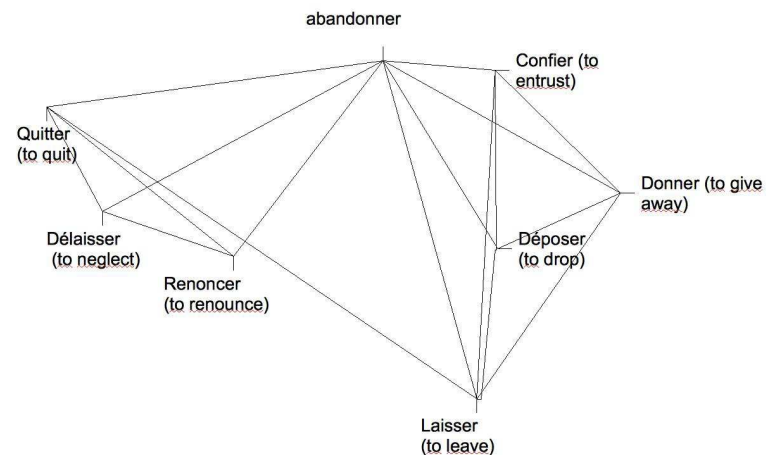 abandonner
Confier (to
entrust)
Quitter
(to quit)
Donner (to give
away)
Délaisser
(to neglect)
Déposer
(to drop)
Renoncer
(to renounce)
Laisser
(to leave)